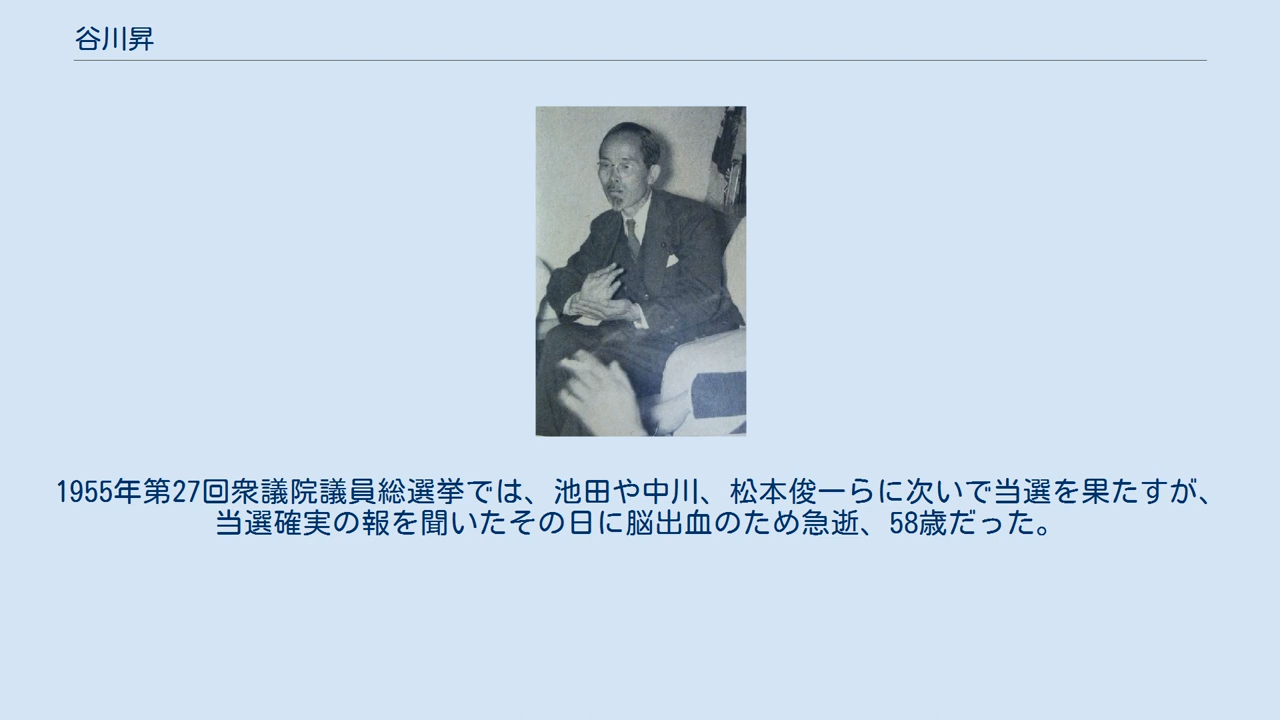 谷川昇
1955年第27回衆議院議員総選挙では、池田や中川、松本俊一らに次いで当選を果たすが、
当選確実の報を聞いたその日に脳出血のため急逝、58歳だった。